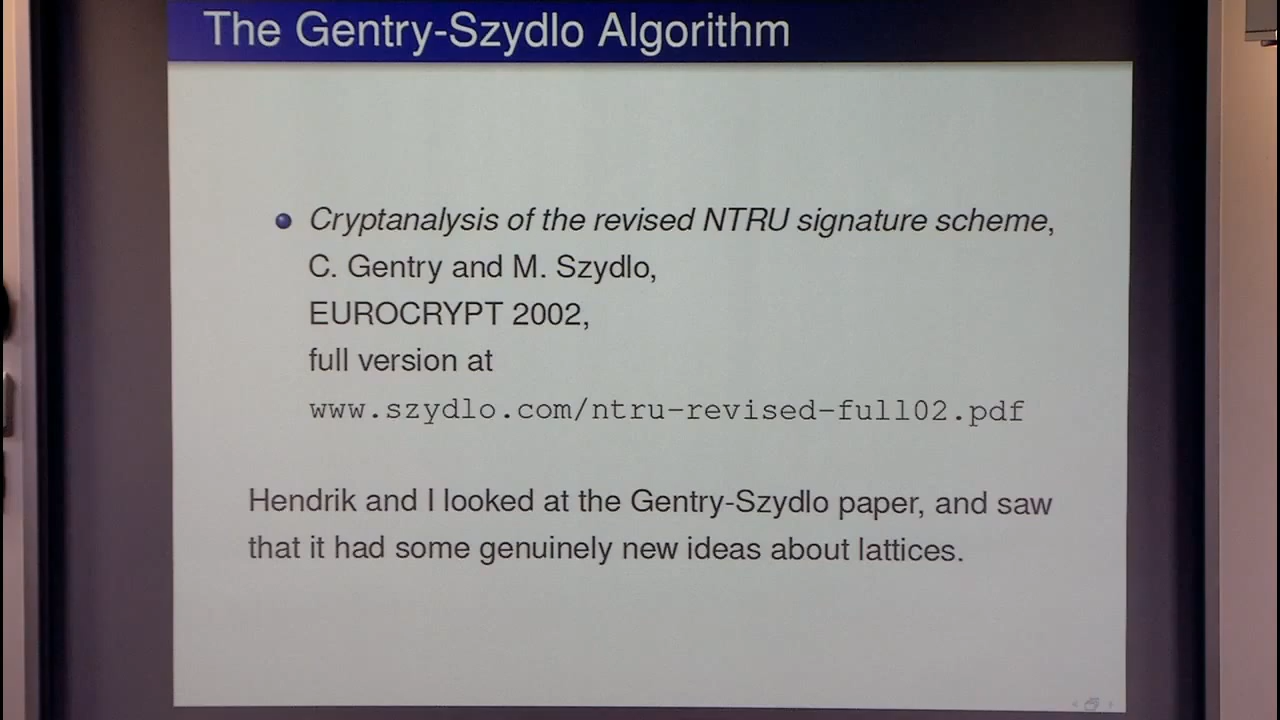 The Gentry-Szydlo Algorithm
Cryptanalysis of the revised NTRU signature scheme,
C. Gentry and M. Szydlo,
EUROCRYPT 2002,
full version at
www.szydlo.com/ntru-revised-full02.pdf
Hendrik and I looked at the Gentry-Szydlo paper, and saw
that it had some genuinely new ideas about lattices.